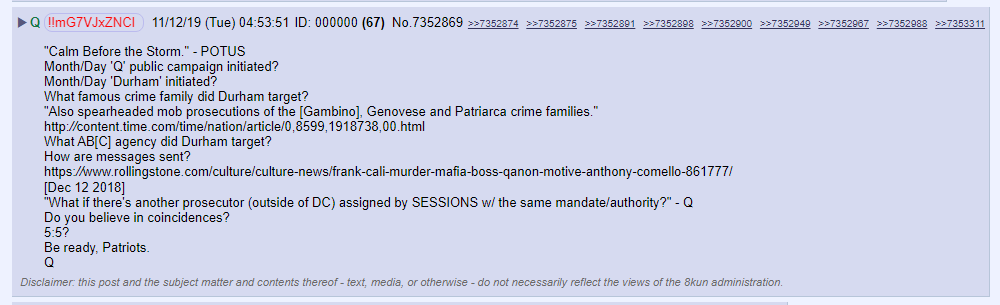 ▶ Q !!mG7VJxZNCI 11/12/19 (Tue) 04:53:51 ID: 000000 (67) No.7352869 >>7352874 >>7352875 >>7352891 >>7352898 >>7352900 >>7352949 >>7352967 >>7352988 >>7353311
"Calm Before the Storm." - POTUS
Month/Day 'Q' public campaign initiated?
Month/Day 'Durham' initiated?
What famous crime family did Durham target?
"Also spearheaded mob prosecutions of the [Gambino], Genovese and Patriarca crime families."
http://content.time.com/time/nation/article/0,8599,1918738,00.html
What AB[C] agency did Durham target?
How are messages sent?
https://www.rollingstone.com/culture/culture-news/frank-cali-murder-mafia-boss-qanon-motive-anthony-comello-861777/
[Dec 12 2018]
"What if there's another prosecutor (outside of DC) assigned by SESSIONS w/ the same mandate/authority?" - Q
Do you believe in coincidences?
5:5?
Be ready, Patriots.
Q
Disclaimer: this post and the subject matter and contents thereof - text, media, or otherwise - do not necessarily reflect the views of the 8kun administration.